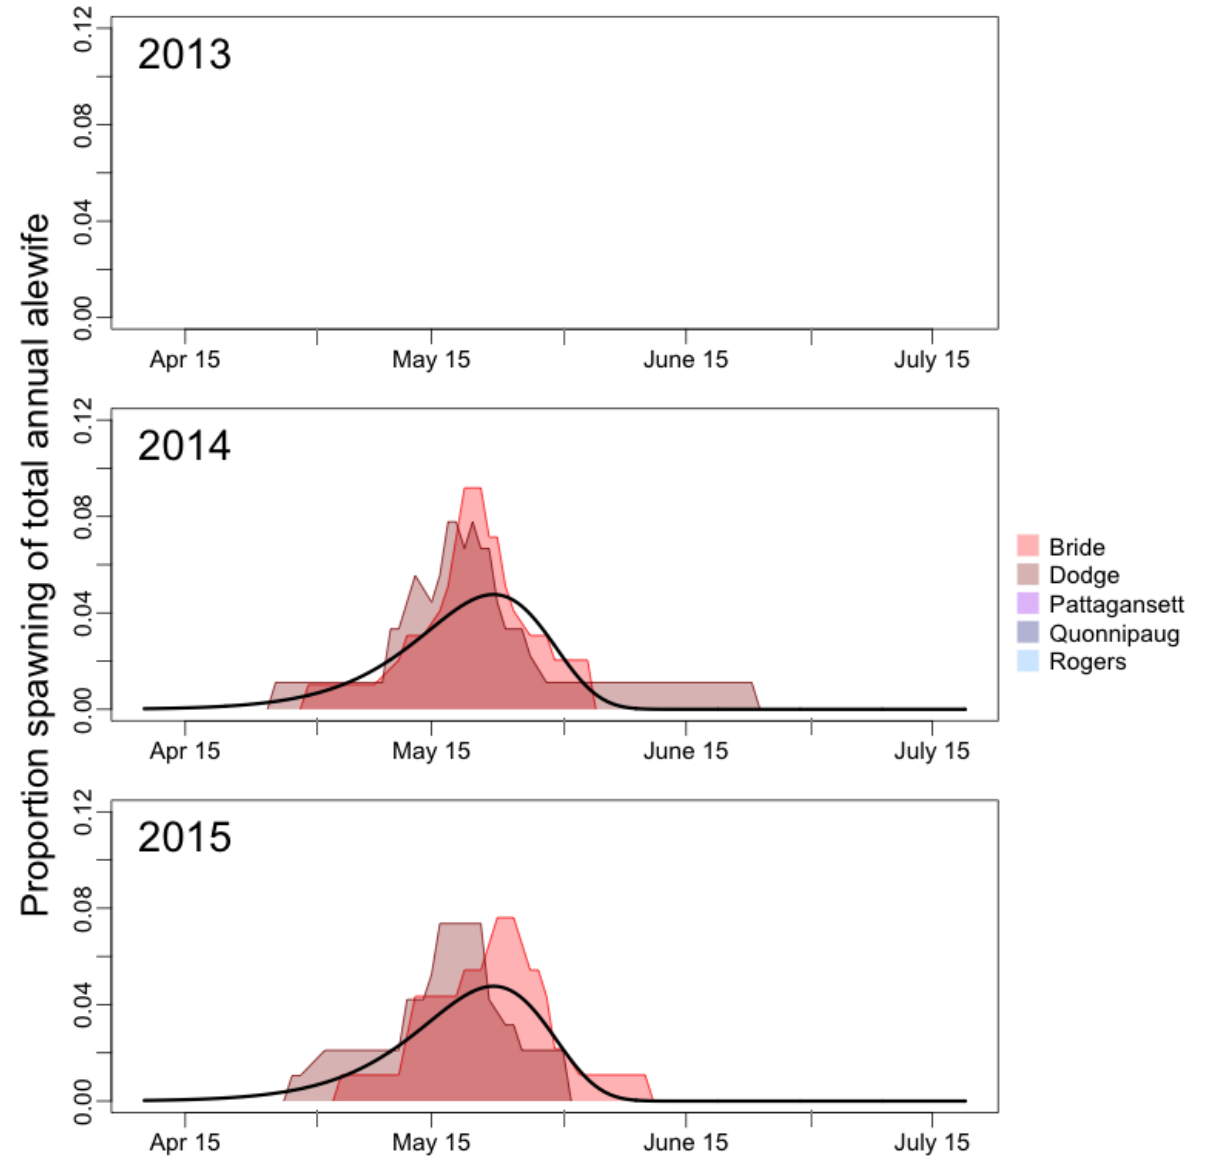 Proportion spawning of total annual alewife
2013
0.12
0.08
0.04
0.00
Apr 15
May 15
June 15
July 15
2014
0.12
0.08
0.04
0.00
Apr 15
May 15
June 15
July 15
Bride
Dodge
Pattagansett
Quonnipaug
Rogers
2015
0.12
0.08
0.04
0.00
Apr 15
May 15
June 15
July 15